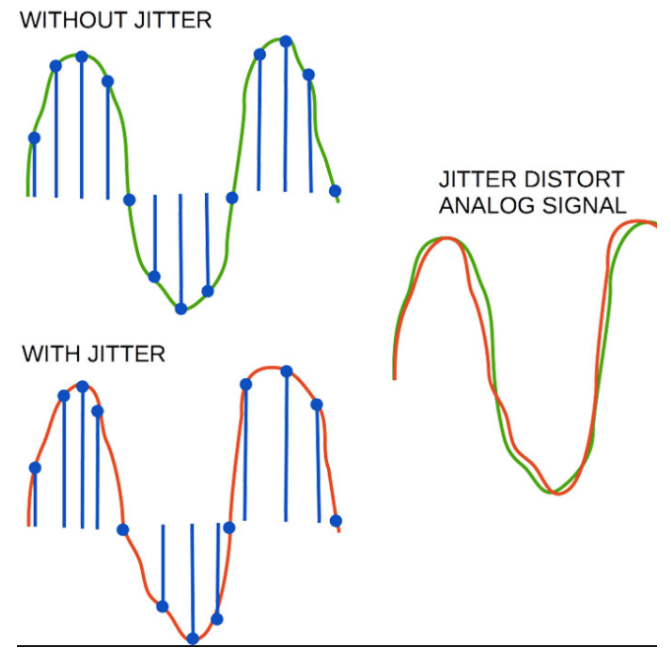 WITHOUT JITTER
JITTER DISTORT
ANALOG SIGNAL
WITH JITTER